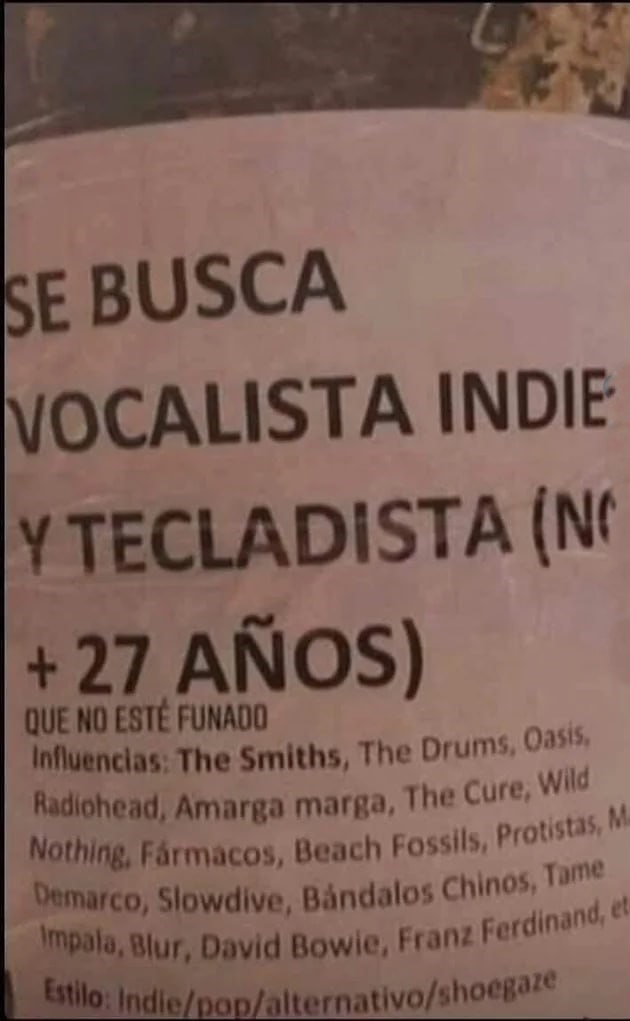 SE BUSCA
VOCALISTA INDIE
Y TECLADISTA (NO
+ 27 AÑOS)
QUE NO ESTÉ FUNADO
Influencias: The Smiths, The Drums, Oasis,
Radiohead, Amarga marga, The Cure, Wild
Nothing, Fármacos, Beach Fossils, Protistas,
Demarco, Slowdive, Bándalos Chinos, Tame
Impala, Blur, David Bowie, Franz Ferdinand,
Estilo: Indie/pop/alternativo/shoegaze